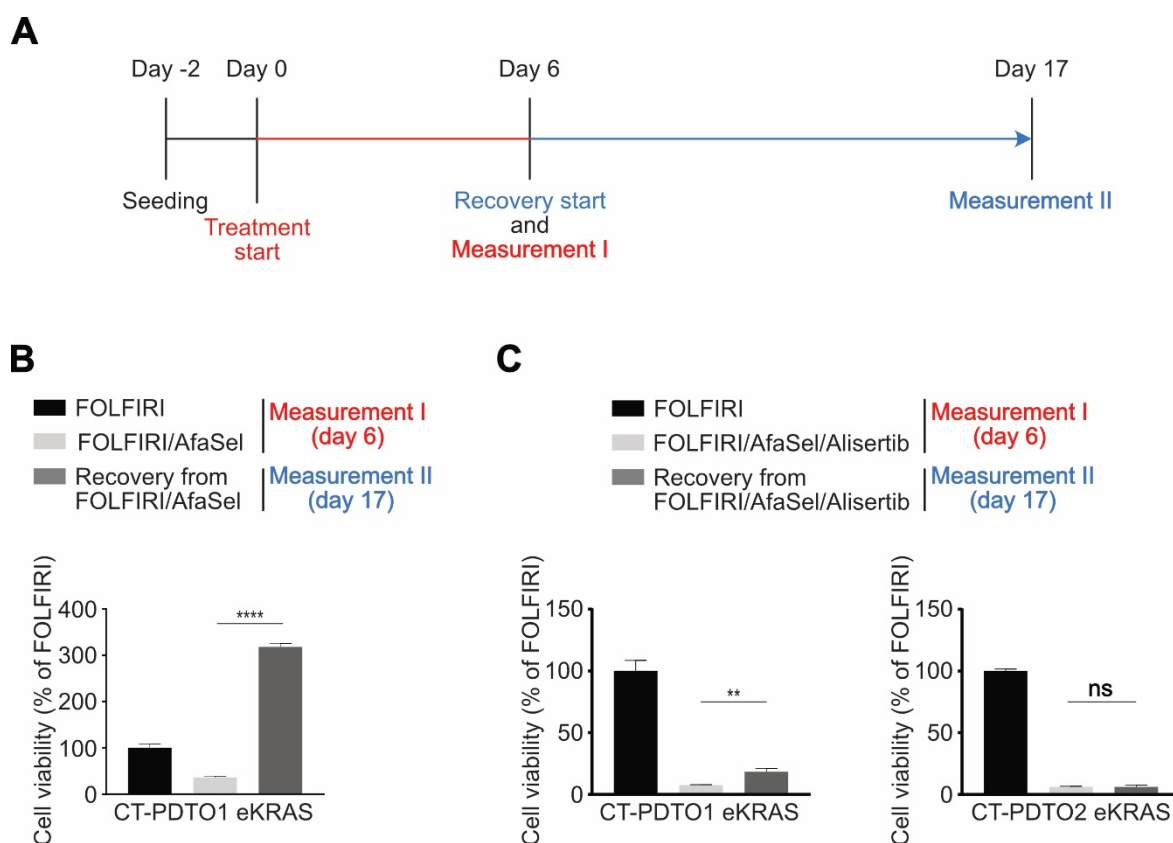 A
Day -2
Day 0
Day 6
Day 17
Seeding
Treatment
start
Recovery start
and
Measurement I
Measurement II
B
FOLFIRI
FOLFIRI/AfaSel
Recovery from
FOLFIRI/AfaSel
Measurement I
(day 6)
Measurement II
(day 17)
Cell viability (% of FOLFIRI)
400
300
200
100
0
****
CT-PDTO1 eKRAS
C
FOLFIRI
FOLFIRI/AfaSel/Alisertib
Recovery from
FOLFIRI/AfaSel/Alisertib
Measurement I
(day 6)
Measurement II
(day 17)
Cell viability (% of FOLFIRI)
150
100
50
0
**
CT-PDTO1 eKRAS
Cell viability (% of FOLFIRI)
150
100
50
0
ns
CT-PDTO2 eKRAS